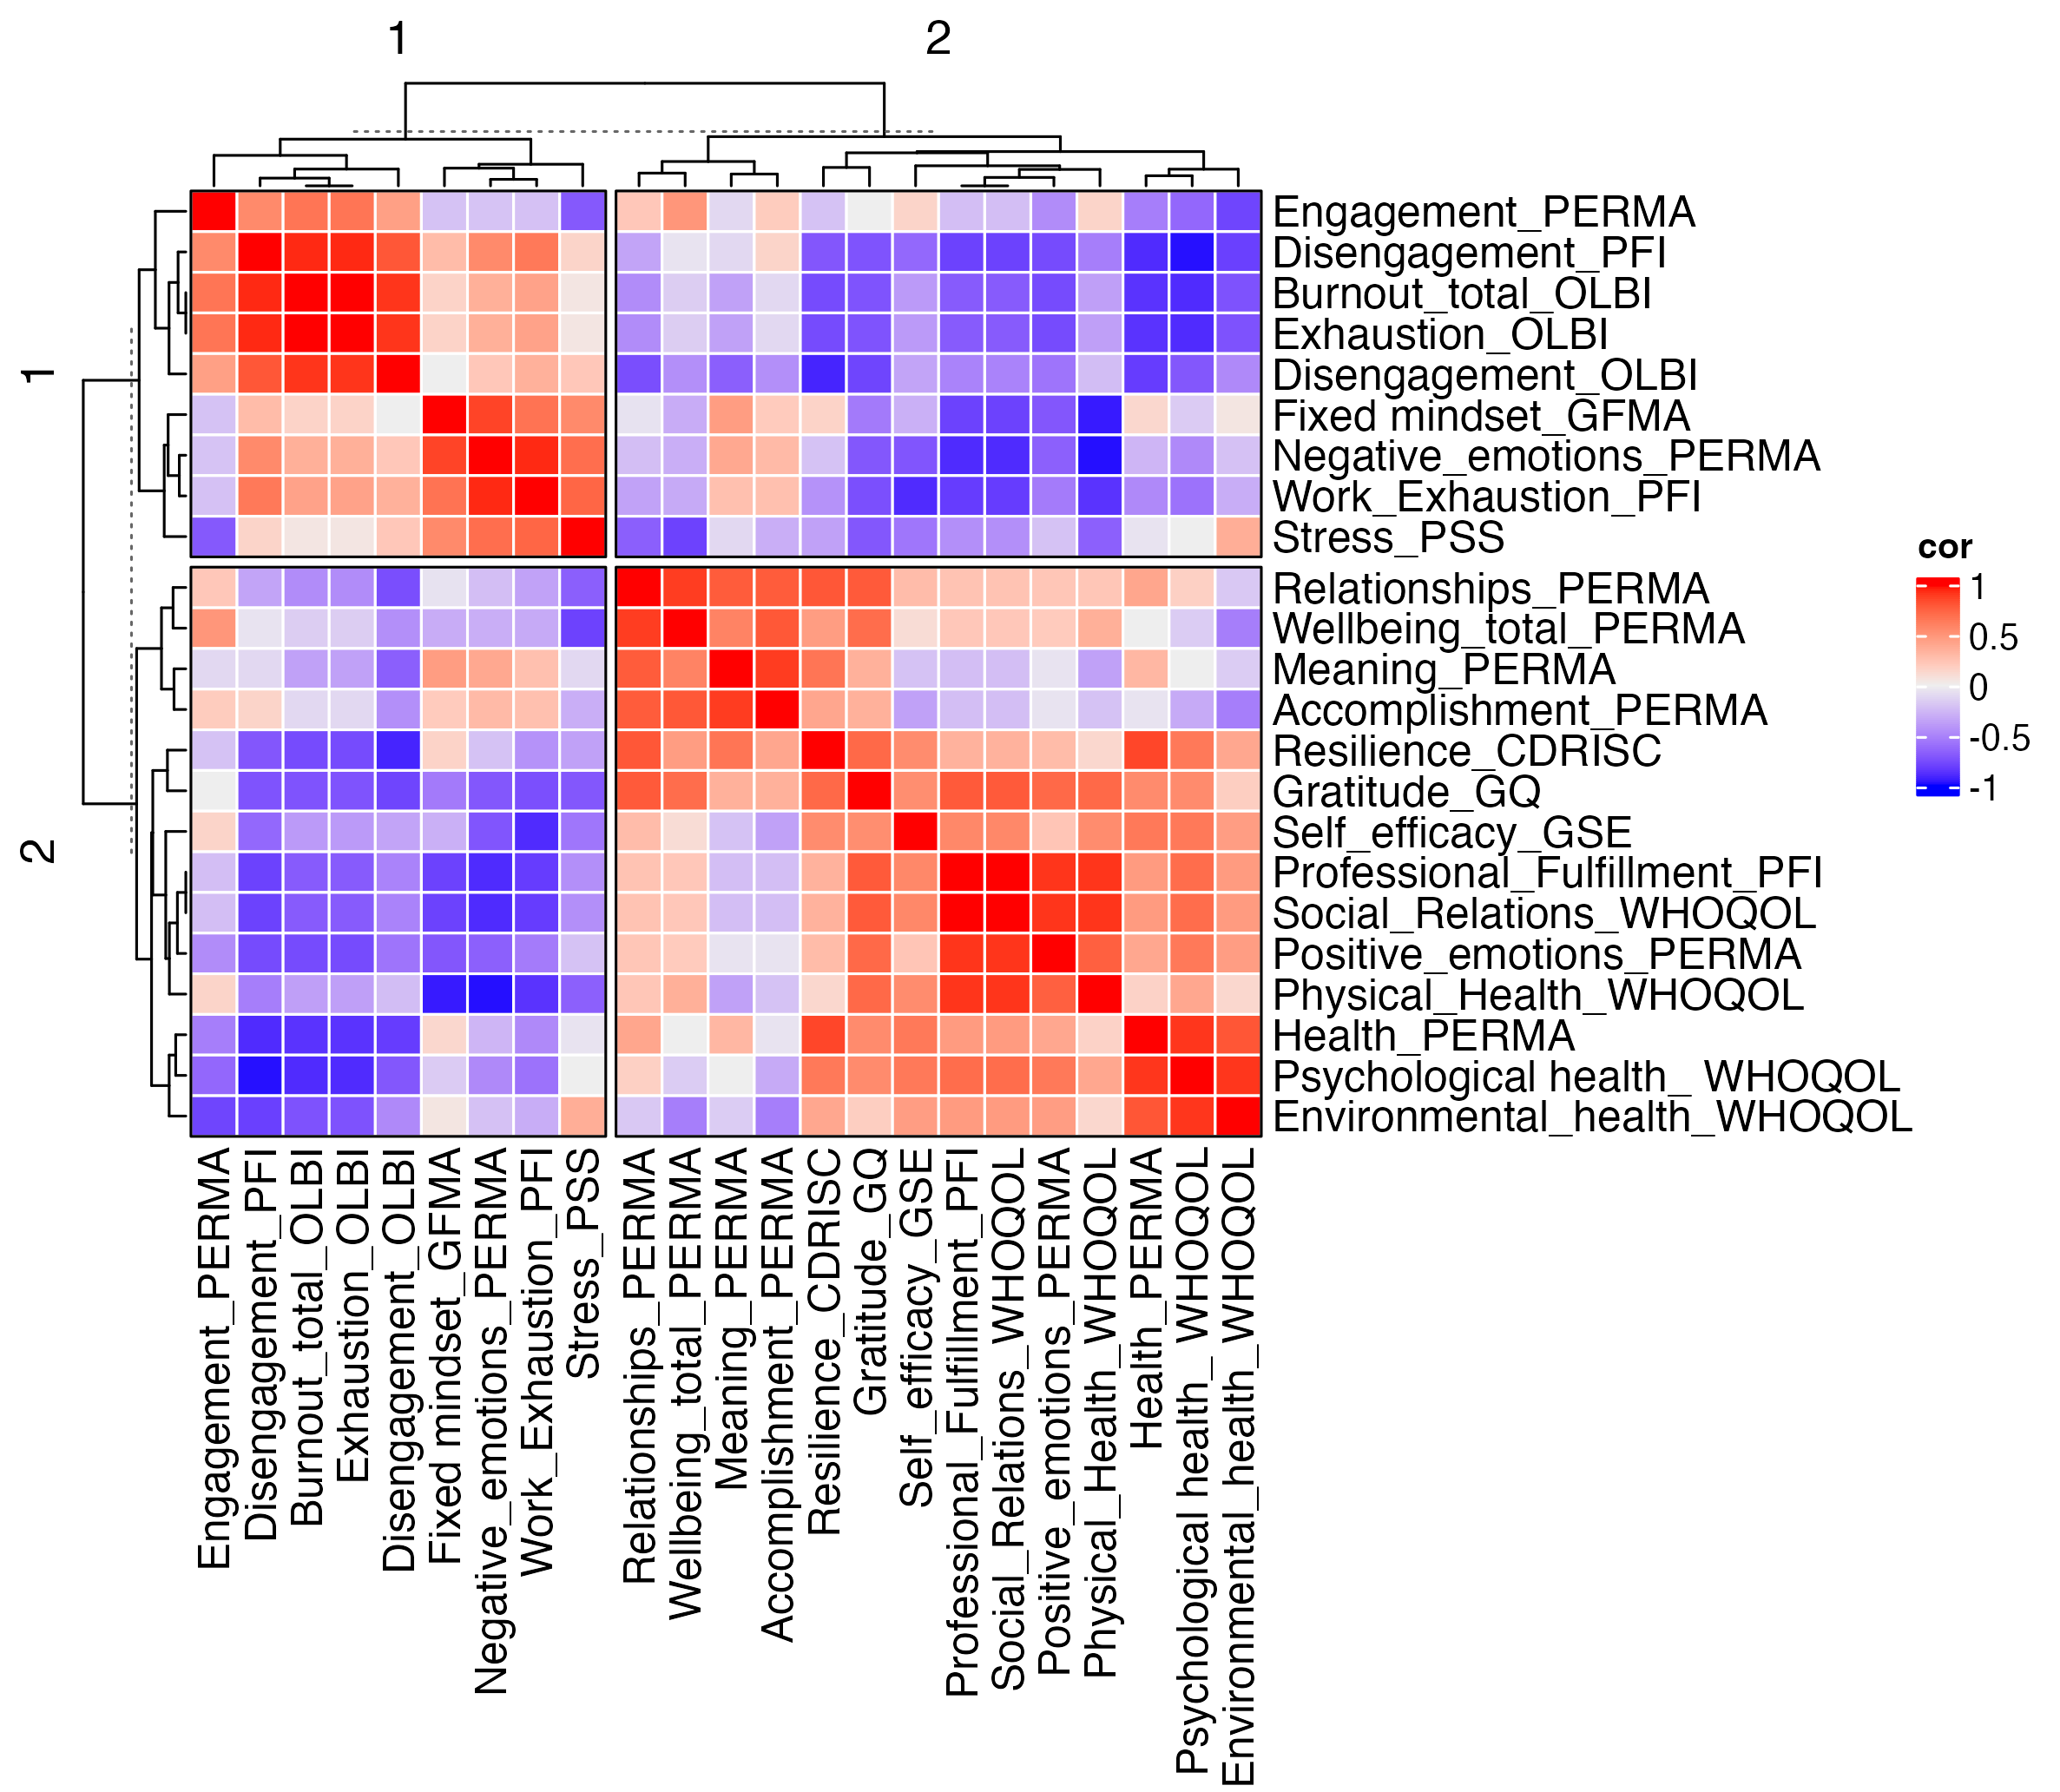 1
2
1
2
Engagement_PERMA
Disengagement_PFI
Burnout_total_OLBI
Exhaustion_OLBI
Disengagement_OLBI
Fixed mindset_GFMA
Negative_emotions_PERMA
Work_Exhaustion_PFI
Stress_PSS
Relationships_PERMA
Wellbeing_total_PERMA
Meaning_PERMA
Accomplishment_PERMA
Resilience_CDRISC
Gratitude_GQ
Self_efficacy_GSE
Professional_Fulfillment_PFI
Social_Relations_WHOQOL
Positive_emotions_PERMA
Physical_Health_WHOQOL
Health_PERMA
Psychological health_ WHOQOL
Environmental_health_WHOQOL
cor
1
0.5
0
-0.5
-1
Engagement_PERMA
Disengagement_PFI
Burnout_total_OLBI
Exhaustion_OLBI
Disengagement_OLBI
Fixed mindset_GFMA
Negative_emotions_PERMA
Work_Exhaustion_PFI
Stress_PSS
Relationships_PERMA
Wellbeing_total_PERMA
Meaning_PERMA
Accomplishment_PERMA
Resilience_CDRISC
Gratitude_GQ
Self_efficacy_GSE
Professional_Fulfillment_PFI
Social_Relations_WHOQOL
Positive_emotions_PERMA
Physical_Health_WHOQOL
Health_PERMA
Psychological health_ WHOQOL
Environmental_health_WHOQOL